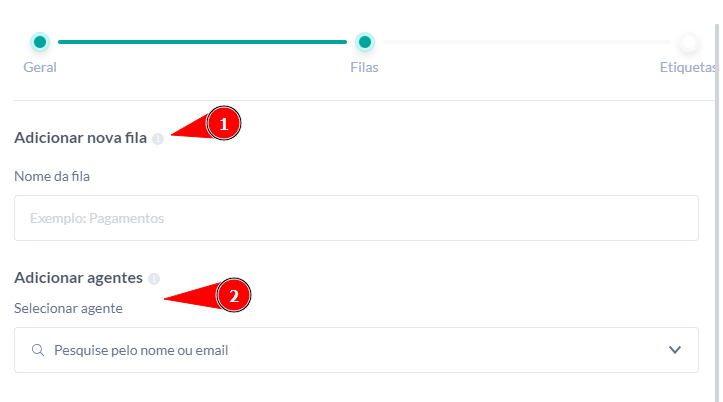 Geral
Filas
Etiquetas
Adicionar nova fila
1
Nome da fila
Exemplo: Pagamentos
Adicionar agentes
2
Selecionar agente
Pesquise pelo nome ou email